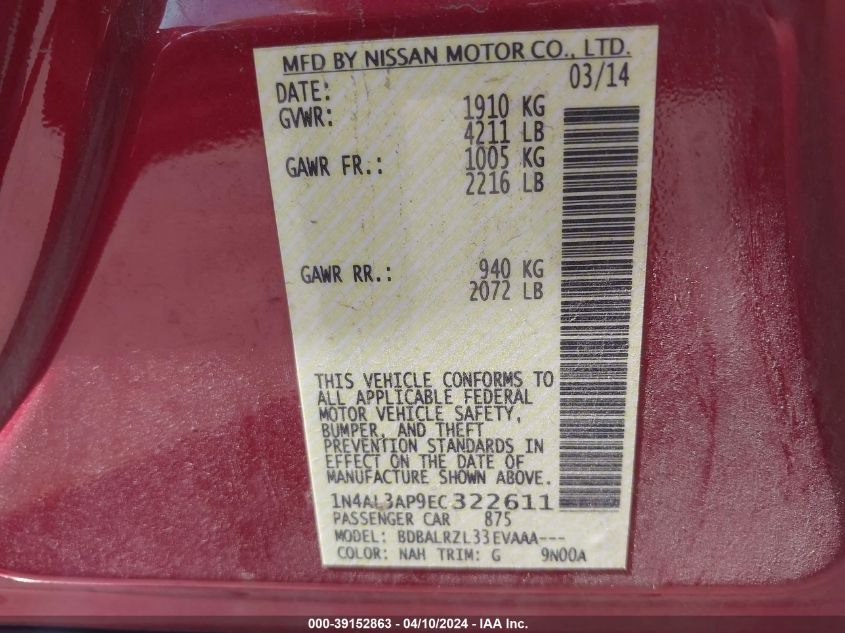 MFD BY NISSAN MOTOR CO., LTD.
DATE: 03/14
GVWR: 1910 KG
4211 LB
GAWR FR.: 1005 KG
2216 LB
GAWR RR.: 940 KG
2072 LB
THIS VEHICLE CONFORMS TO
ALL APPLICABLE FEDERAL
MOTOR VEHICLE SAFETY,
BUMPER, AND THEFT
PREVENTION STANDARDS IN
EFFECT ON THE DATE OF
MANUFACTURE SHOWN ABOVE.
1N4AL3AP9EC322611
PASSENGER CAR 875
MODEL: BDBALRZL33EVAAA---
COLOR: NAH TRIM: G 9N00A
000-39152863 - 04/10/2024 - IAA Inc.